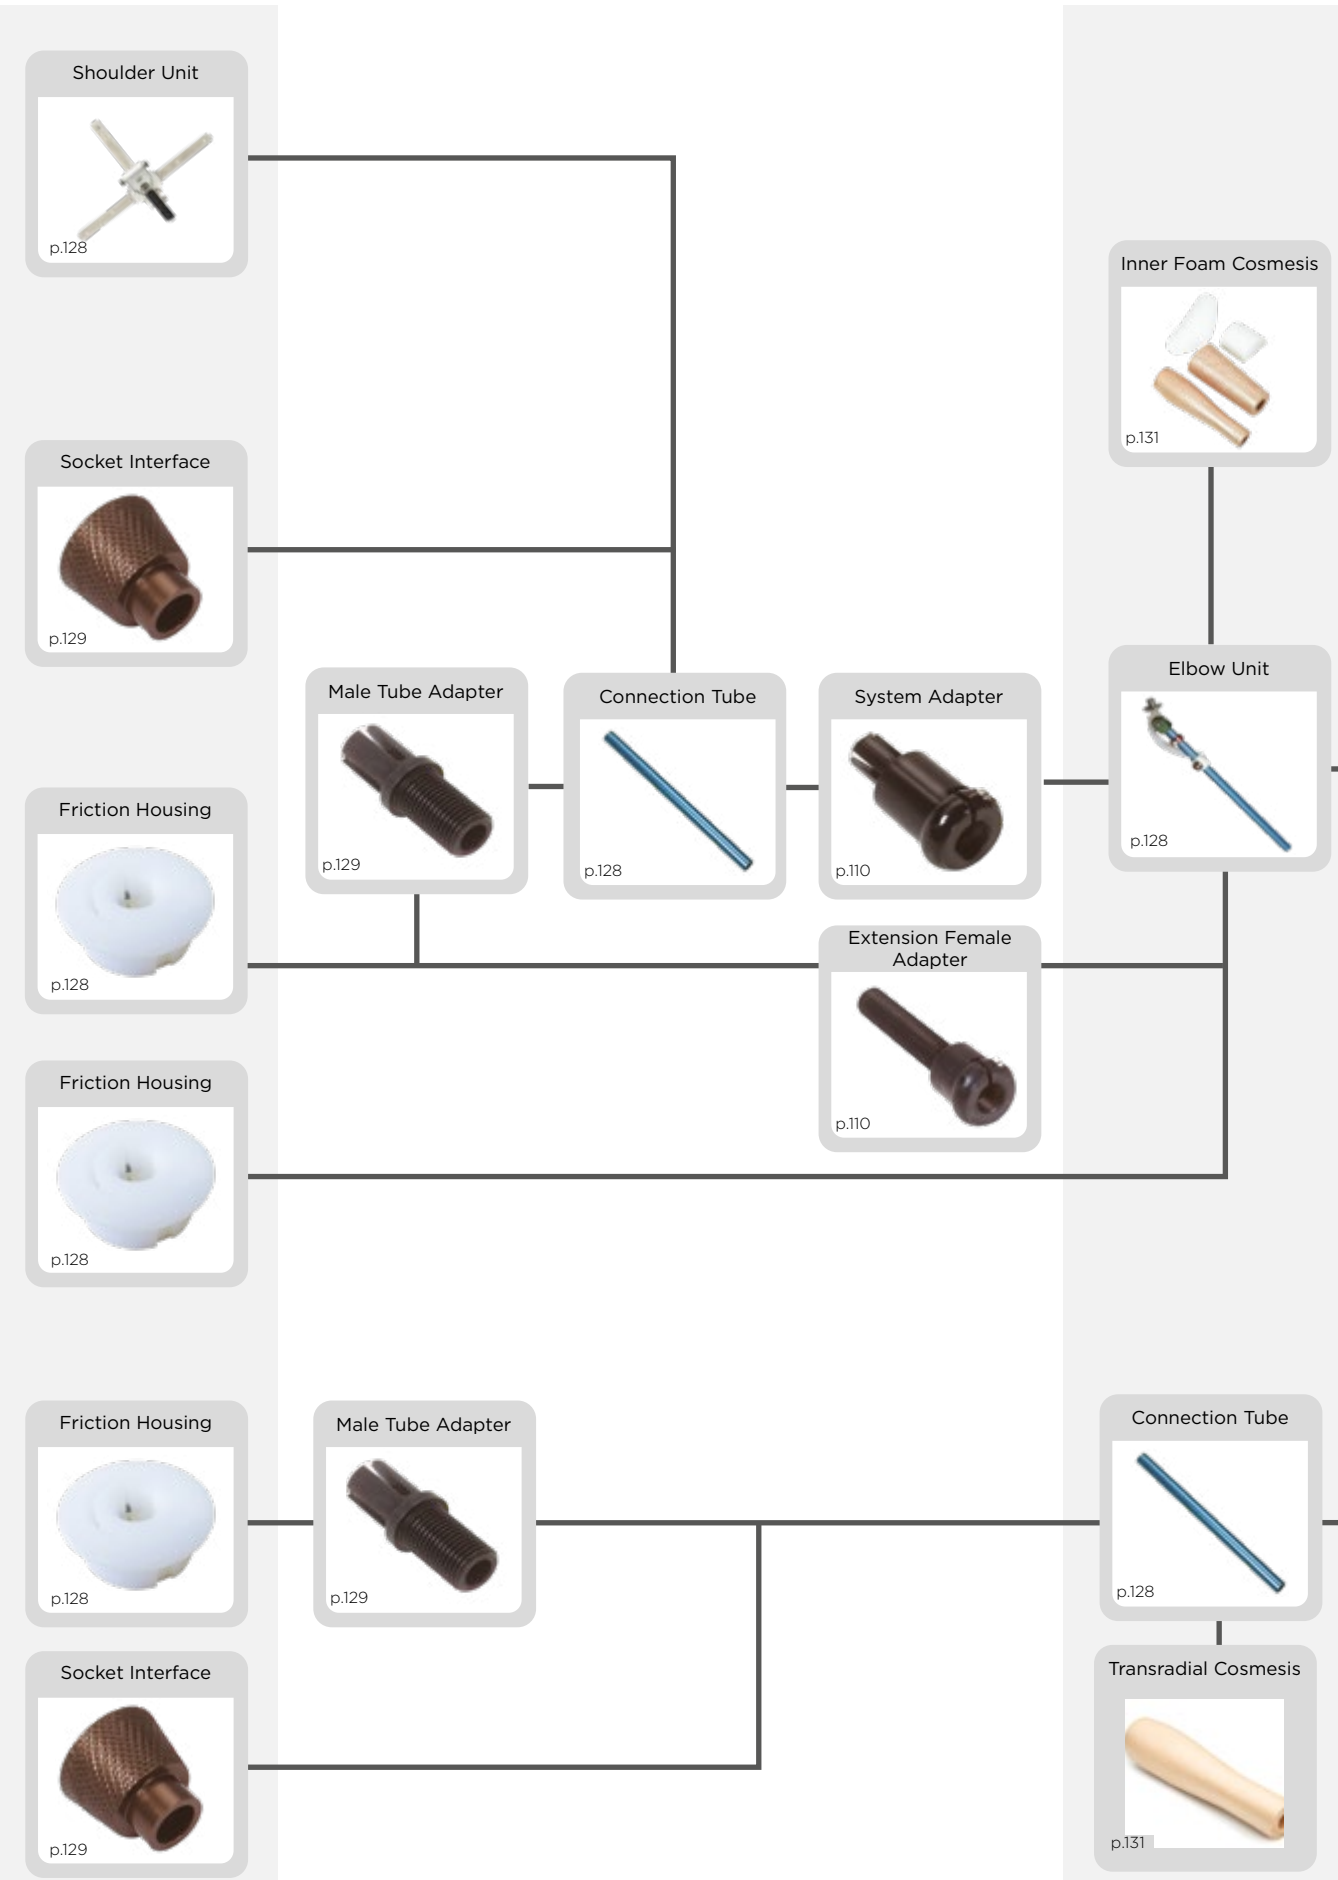 Shoulder Unit
p.128
Inner Foam Cosmesis
p.131
Socket Interface
p.129
Male Tube Adapter
p.129
Connection Tube
p.128
System Adapter
p.110
Elbow Unit
p.128
Friction Housing
p.128
Extension Female
Adapter
p.110
Friction Housing
p.128
Friction Housing
p.128
Male Tube Adapter
p.129
Connection Tube
p.128
Socket Interface
p.129
Transradial Cosmesis
p.131